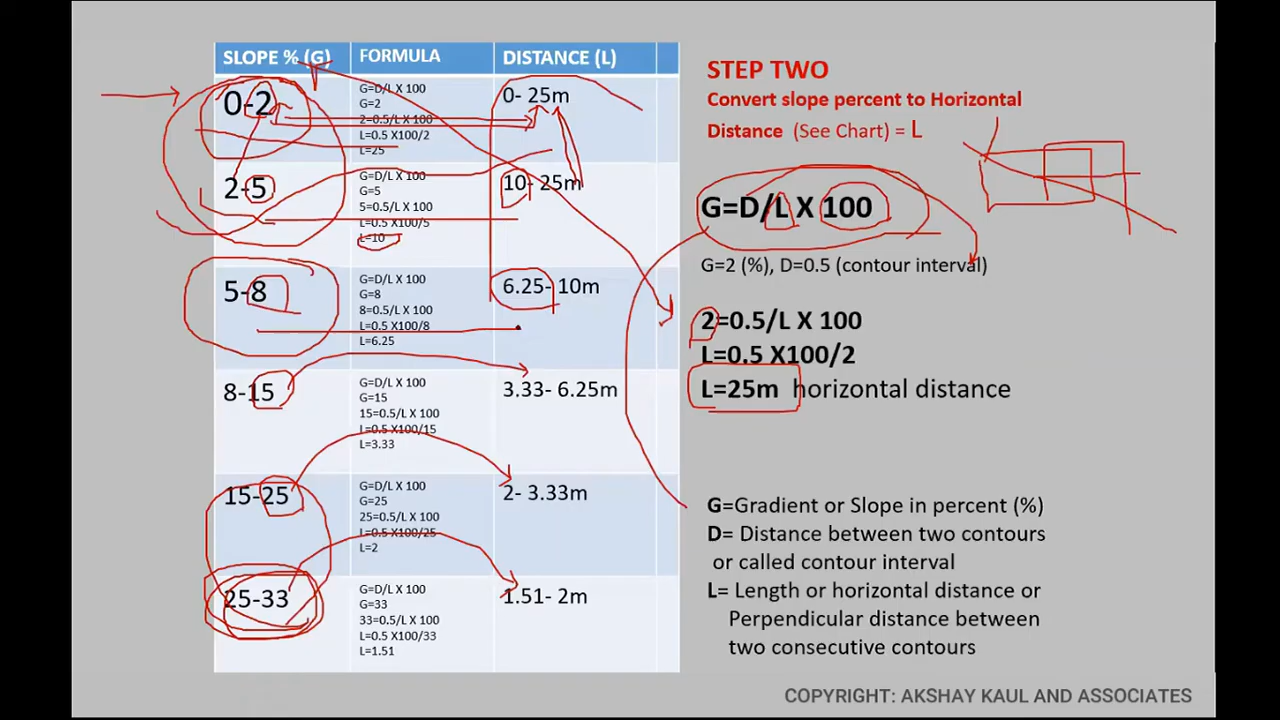 SLOPE % (G) FORMULA DISTANCE (L)
0-2
G=D/L X 100
G=2
2=0.5/L X 100
L=0.5 X100/2
L=25
0- 25m
2-5
G=D/L X 100
G=5
5=0.5/L X 100
L=0.5 X100/5
L=10
10- 25m
5-8
G=D/L X 100
G=8
8=0.5/L X 100
L=0.5 X100/8
L=6.25
6.25- 10m
8-15
G=D/L X 100
G=15
15=0.5/L X 100
L=0.5 X100/15
L=3.33
3.33- 6.25m
15-25
G=D/L X 100
G=25
25=0.5/L X 100
L=0.5 X100/25
L=2
2- 3.33m
25-33
G=D/L X 100
G=33
33=0.5/L X 100
L=0.5 X100/33
L=1.51
1.51- 2m
STEP TWO
Convert slope percent to Horizontal
Distance (See Chart) = L
G=D/L X 100
G=2 (%), D=0.5 (contour interval)
2=0.5/L X 100
L=0.5 X100/2
L=25m horizontal distance
G=Gradient or Slope in percent (%)
D= Distance between two contours
or called contour interval
L= Length or horizontal distance or
Perpendicular distance between
two consecutive contours
COPYRIGHT: AKSHAY KAUL AND ASSOCIATES